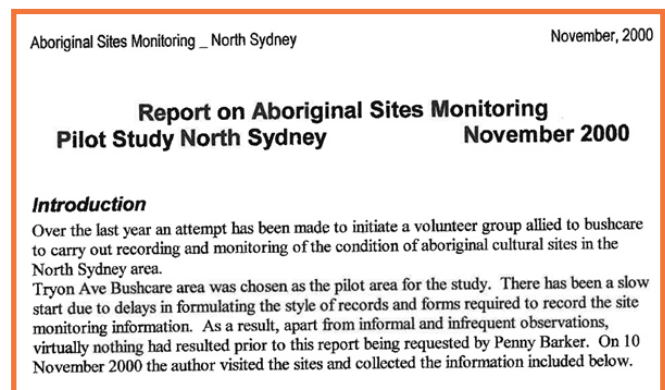 Aboriginal Sites Monitoring _ North Sydney November, 2000
Report on Aboriginal Sites Monitoring
Pilot Study North Sydney November 2000
Introduction
Over the last year an attempt has been made to initiate a volunteer group allied to bushcare
to carry out recording and monitoring of the condition of aboriginal cultural sites in the
North Sydney area.
Tryon Ave Bushcare area was chosen as the pilot area for the study. There has been a slow
start due to delays in formulating the style of records and forms required to record the site
monitoring information. As a result, apart from informal and infrequent observations,
virtually nothing had resulted prior to this report being requested by Penny Barker. On 10
November 2000 the author visited the sites and collected the information included below.